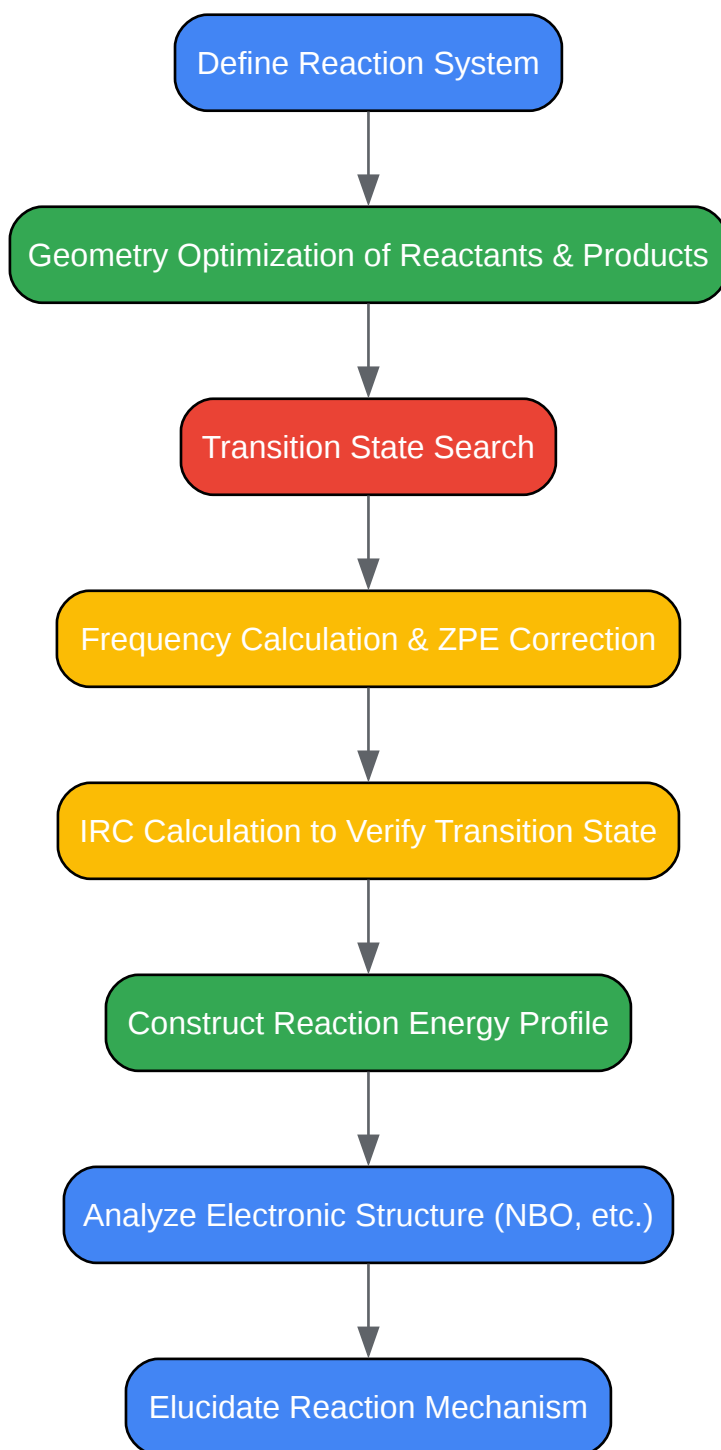 Define Reaction System
Geometry Optimization of Reactants & Products
Transition State Search
Frequency Calculation & ZPE Correction
IRC Calculation to Verify Transition State
Construct Reaction Energy Profile
Analyze Electronic Structure (NBO, etc.)
Elucidate Reaction Mechanism